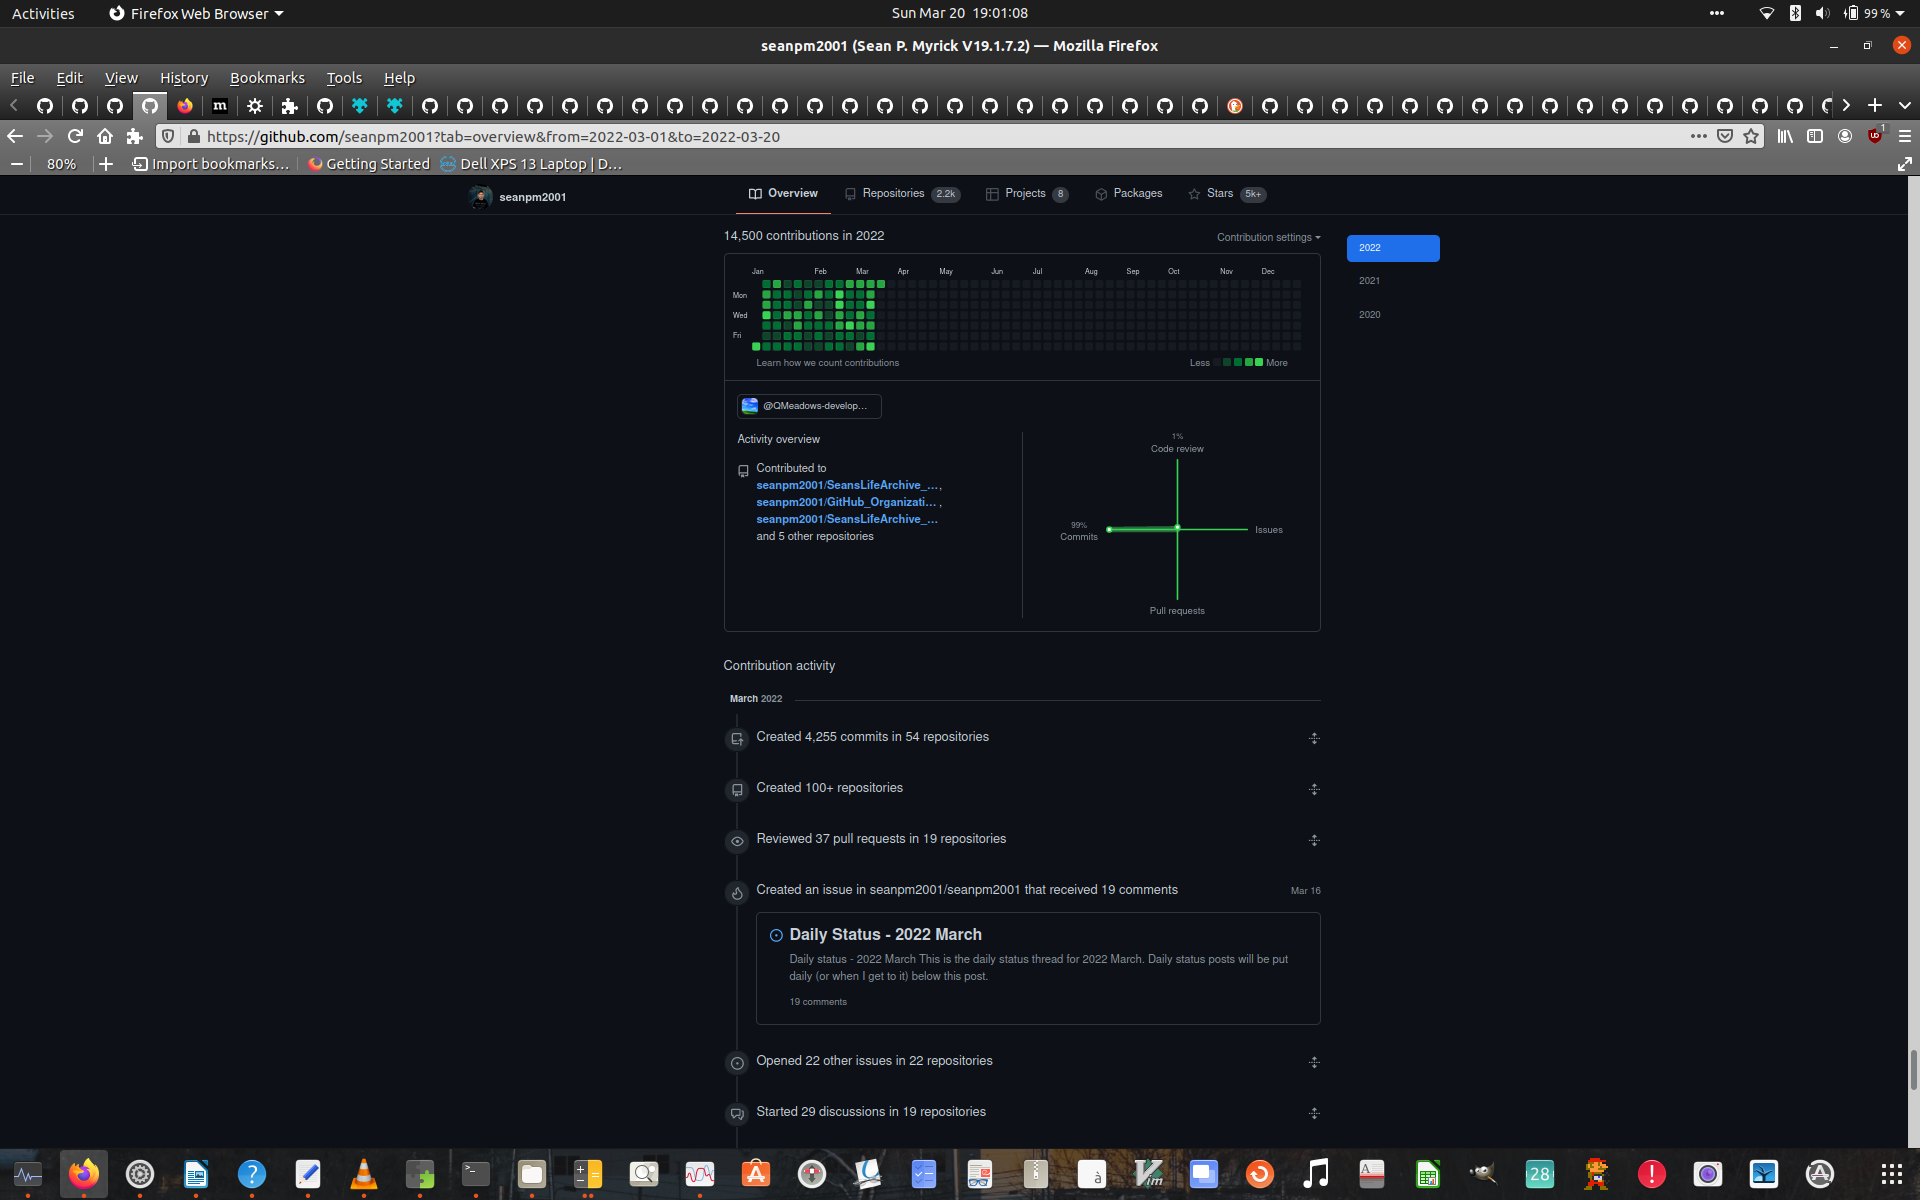 Activities
Firefox Web Browser
Sun Mar 20 19:01:08
99 %
seanpm2001 (Sean P. Myrick V19.1.7.2) — Mozilla Firefox
File Edit View History Bookmarks Tools Help
https://github.com/seanpm2001?tab=overview&from=2022-03-01&to=2022-03-20
1
80%
Import bookmarks…
Getting Started
Dell XPS 13 Laptop | D…
seanpm2001
Overview
Repositories 2.2k
Projects 8
Packages
Stars 5k+
14,500 contributions in 2022
Contribution settings
2022
2021
2020
Jan Feb Mar Apr May Jun Jul Aug Sep Oct Nov Dec
Mon
Wed
Fri
Learn how we count contributions
Less More
@QMeadows-develop…
Activity overview
Contributed to
seanpm2001/SeansLifeArchive_…,
seanpm2001/GitHub_Organizati… ,
seanpm2001/SeansLifeArchive_…
and 5 other repositories
1%
Code review
99%
Commits
Issues
Pull requests
Contribution activity
March 2022
Created 4,255 commits in 54 repositories
Created 100+ repositories
Reviewed 37 pull requests in 19 repositories
Created an issue in seanpm2001/seanpm2001 that received 19 comments
Mar 16
Daily Status - 2022 March
Daily status - 2022 March This is the daily status thread for 2022 March. Daily status posts will be put
daily (or when I get to it) below this post.
19 comments
Opened 22 other issues in 22 repositories
Started 29 discussions in 19 repositories
28